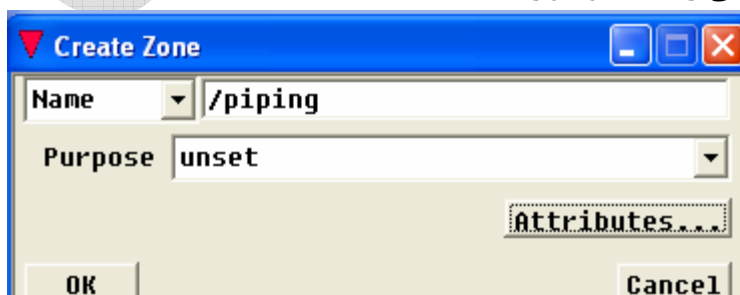 Create Zone
Name /piping
Purpose unset
Attributes...
OK Cancel